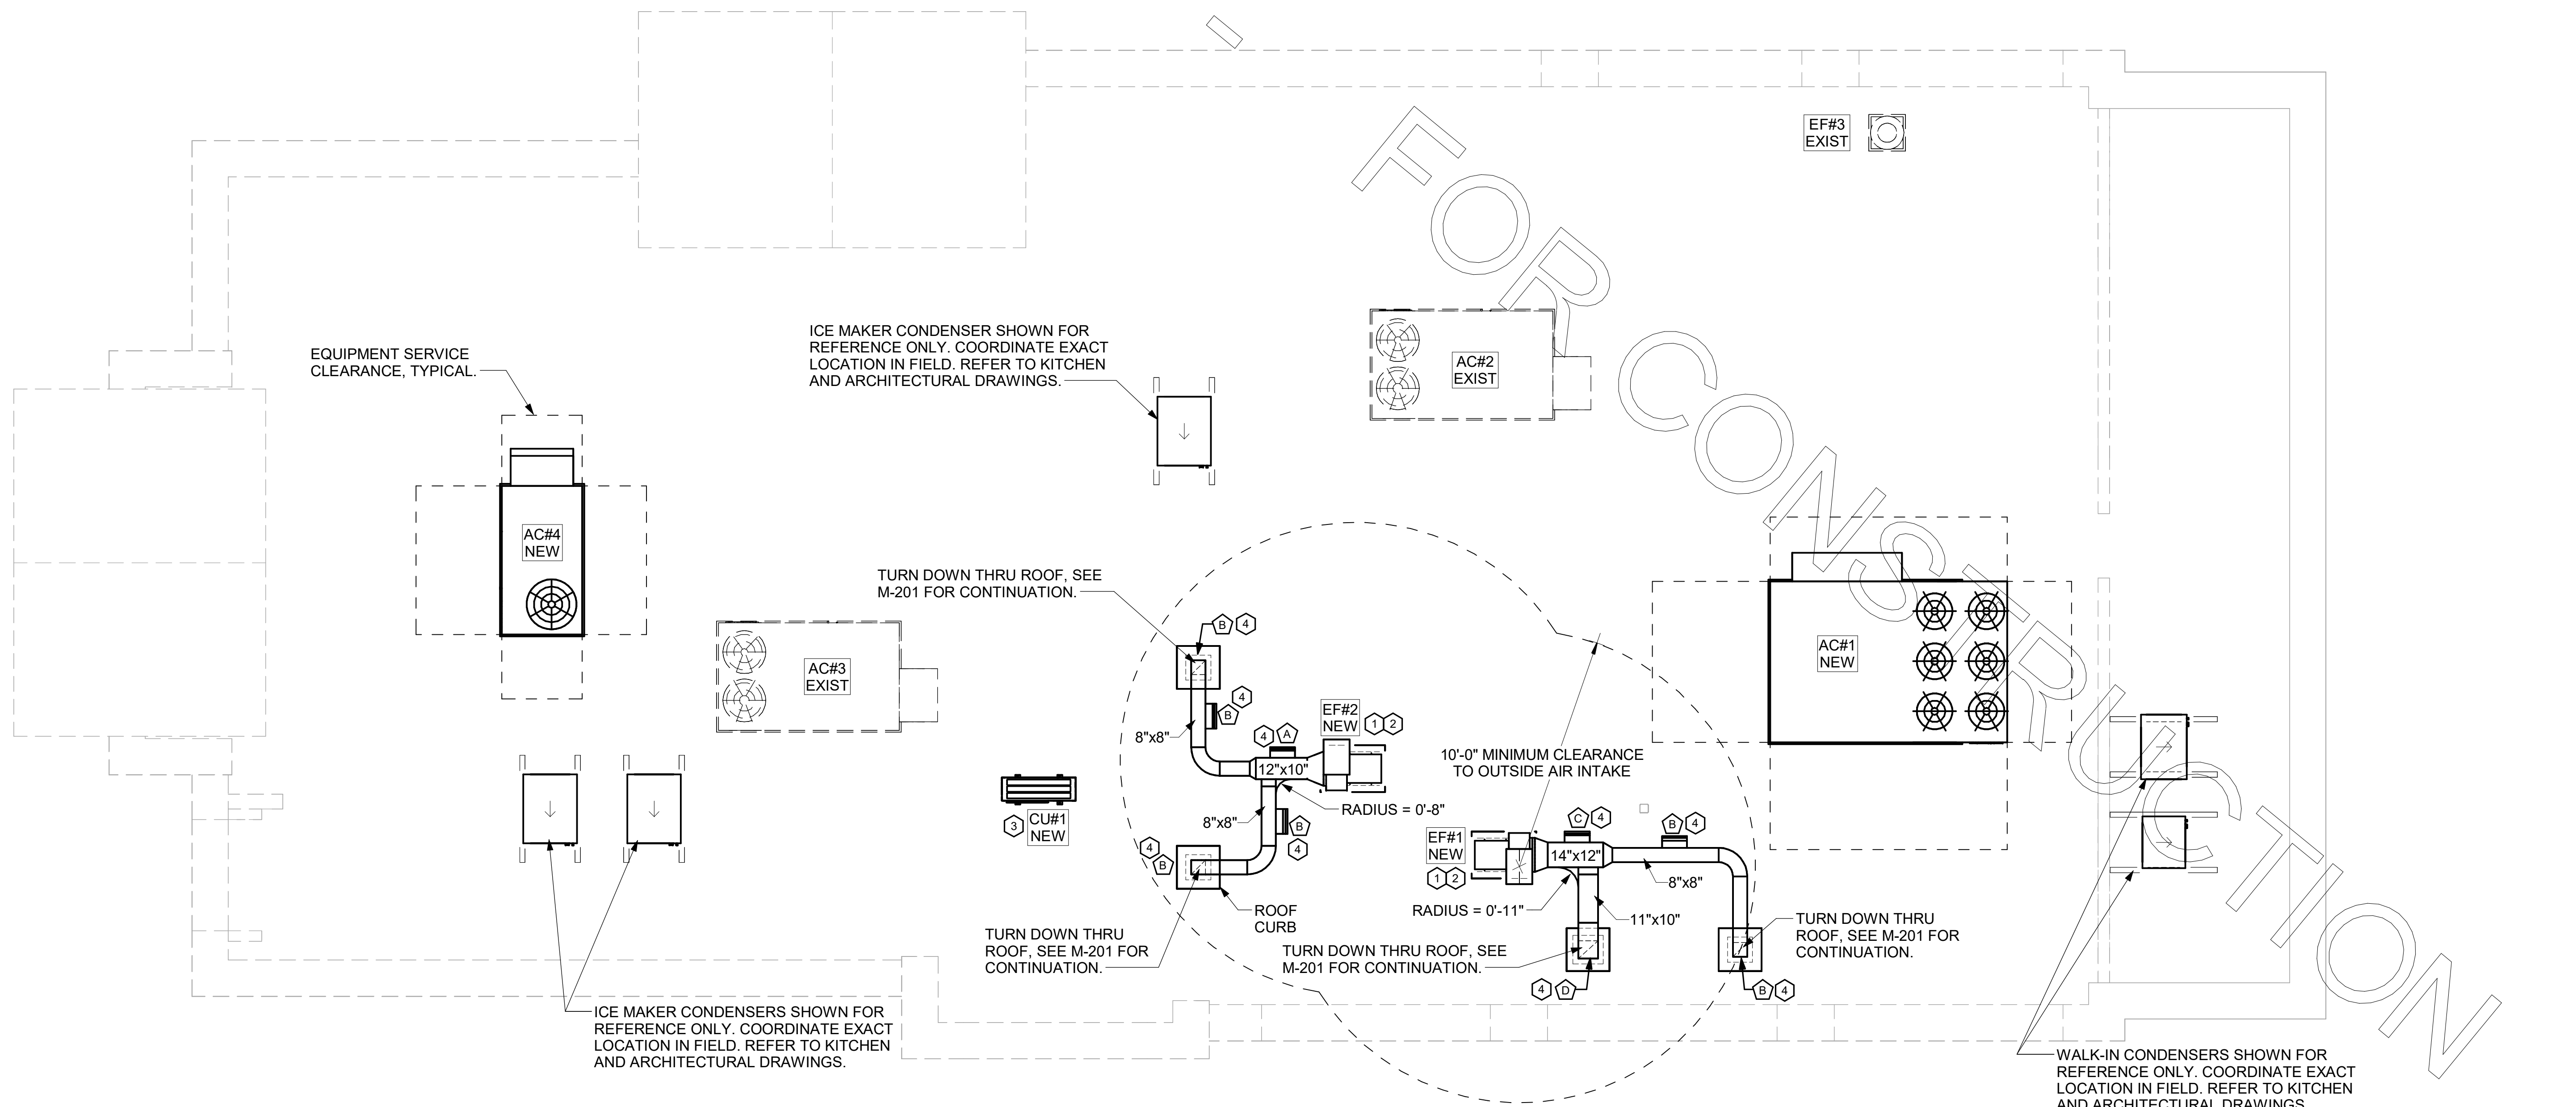 EF#3
EXIST
FOR CONSTRUCTION
ICE MAKER CONDENSER SHOWN FOR
REFERENCE ONLY. COORDINATE EXACT
LOCATION IN FIELD. REFER TO KITCHEN
AND ARCHITECTURAL DRAWINGS.
EQUIPMENT SERVICE
CLEARANCE, TYPICAL.
AC#2
EXIST
AC#4
NEW
TURN DOWN THRU ROOF, SEE
M-201 FOR CONTINUATION.
B 4
AC#3
EXIST
AC#1
NEW
4
B
8"x8"
EF#2
NEW
1 2
4 A
12"x10"
10'-0" MINIMUM CLEARANCE
TO OUTSIDE AIR INTAKE
RADIUS = 0'-8"
3
CU#1
NEW
8"x8"
B
4
4
B
EF#1
NEW
1 2
C 4
B 4
14"x12"
8"x8"
RADIUS = 0'-11"
11"x10"
ROOF
CURB
TURN DOWN THRU
ROOF, SEE M-201 FOR
CONTINUATION.
TURN DOWN THRU ROOF, SEE
M-201 FOR CONTINUATION.
TURN DOWN THRU
ROOF, SEE M-201 FOR
CONTINUATION.
4 D
B 4
ICE MAKER CONDENSERS SHOWN FOR
REFERENCE ONLY. COORDINATE EXACT
LOCATION IN FIELD. REFER TO KITCHEN
AND ARCHITECTURAL DRAWINGS.
WALK-IN CONDENSERS SHOWN FOR
REFERENCE ONLY. COORDINATE EXACT
LOCATION IN FIELD. REFER TO KITCHEN
AND ARCHITECTURAL DRAWINGS